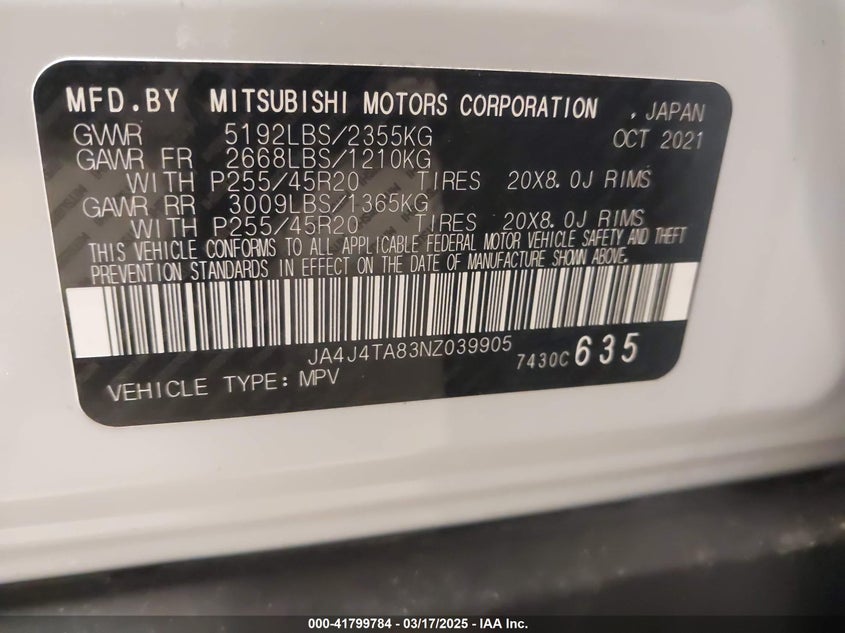 MFD.BY MITSUBISHI MOTORS CORPORATION , JAPAN
GVWR 5192LBS/2355KG OCT 2021
GAWR FR 2668LBS/1210KG
WITH P255/45R20 TIRES 20X8.0J RIMS
GAWR RR 3009LBS/1365KG
WITH P255/45R20 TIRES 20X8.0J RIMS
THIS VEHICLE CONFORMS TO ALL APPLICABLE FEDERAL MOTOR VEHICLE SAFETY AND THEFT
PREVENTION STANDARDS IN EFFECT ON THE DATE OF MANUFACTURE SHOWN ABOVE.
JA4J4TA83NZ039905
7430C 635
VEHICLE TYPE: MPV
000-41799784 — 03/17/2025 — IAA Inc.